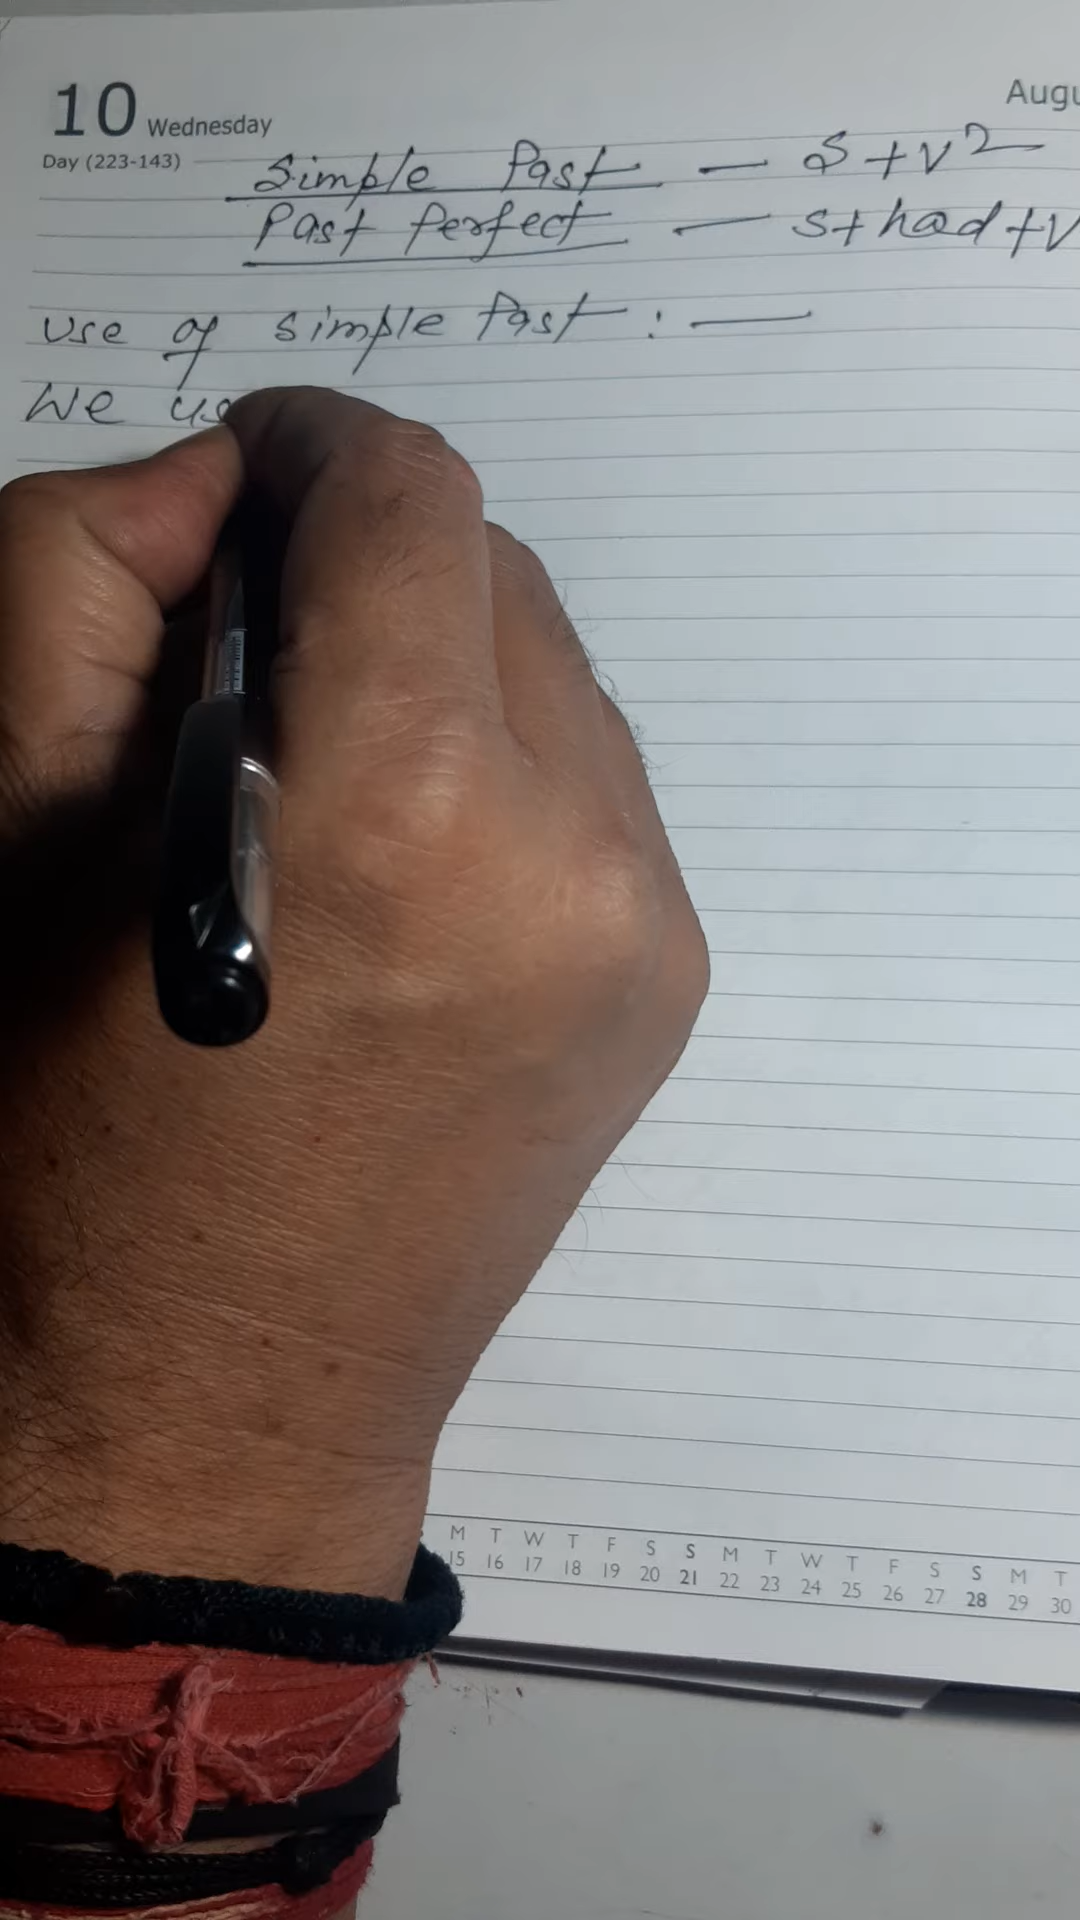 10 Wednesday
Augu
Day (223-143)
Simple Past — S+V2
Past Perfect — S+had+V
Use of simple Past : —
We us
M T W T F S S M T W T F S S M T
15 16 17 18 19 20 21 22 23 24 25 26 27 28 29 30